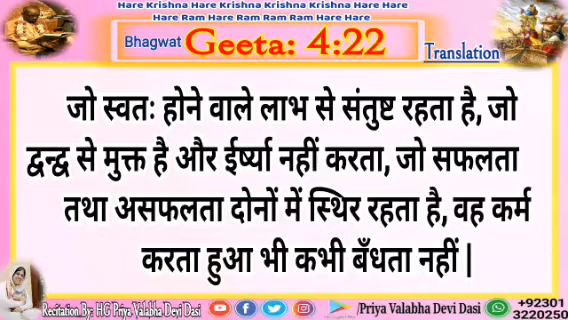 Hare Krishna Hare Krishna Krishna Krishna Hare Hare
Hare Ram Hare Ram Ram Ram Hare Hare
Bhagwat Geeta: 4:22 Translation
जो स्वतः होने वाले लाभ से संतुष्ट रहता है, जो
द्वन्द्व से मुक्त है और ईर्ष्या नहीं करता, जो सफलता
तथा असफलता दोनों में स्थिर रहता है, वह कर्म
करता हुआ भी कभी बँधता नहीं |
Recitation By: HG Priya Valabha Devi Dasi
/Priya Valabha Devi Dasi
+92301
3220250